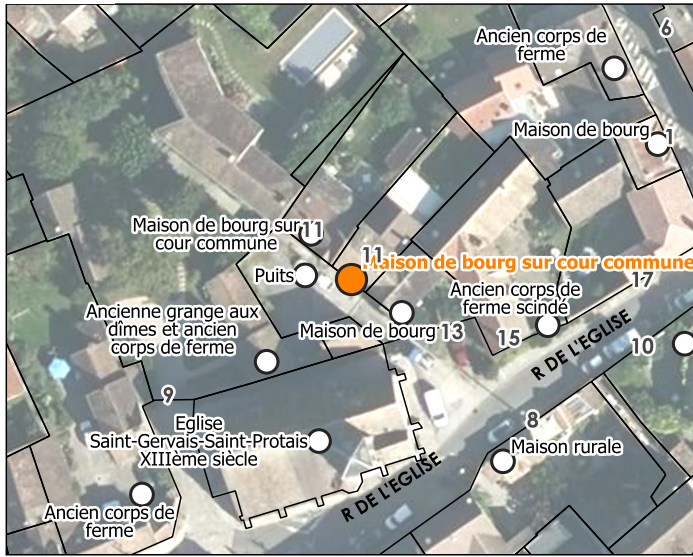 6
Ancien corps de
ferme
Maison de bourg
1
Maison de bourg sur
cour commune
11
11
Maison de bourg sur cour commune
Puits
17
Ancien corps de
ferme scindé
Ancienne grange aux
dîmes et ancien
corps de ferme
Maison de bourg
13
15
R DE L'EGLISE
10
9
8
Eglise
Saint-Gervais-Saint-Protais
XIIIème siècle
Maison rurale
R DE L'EGLISE
Ancien corps de
ferme